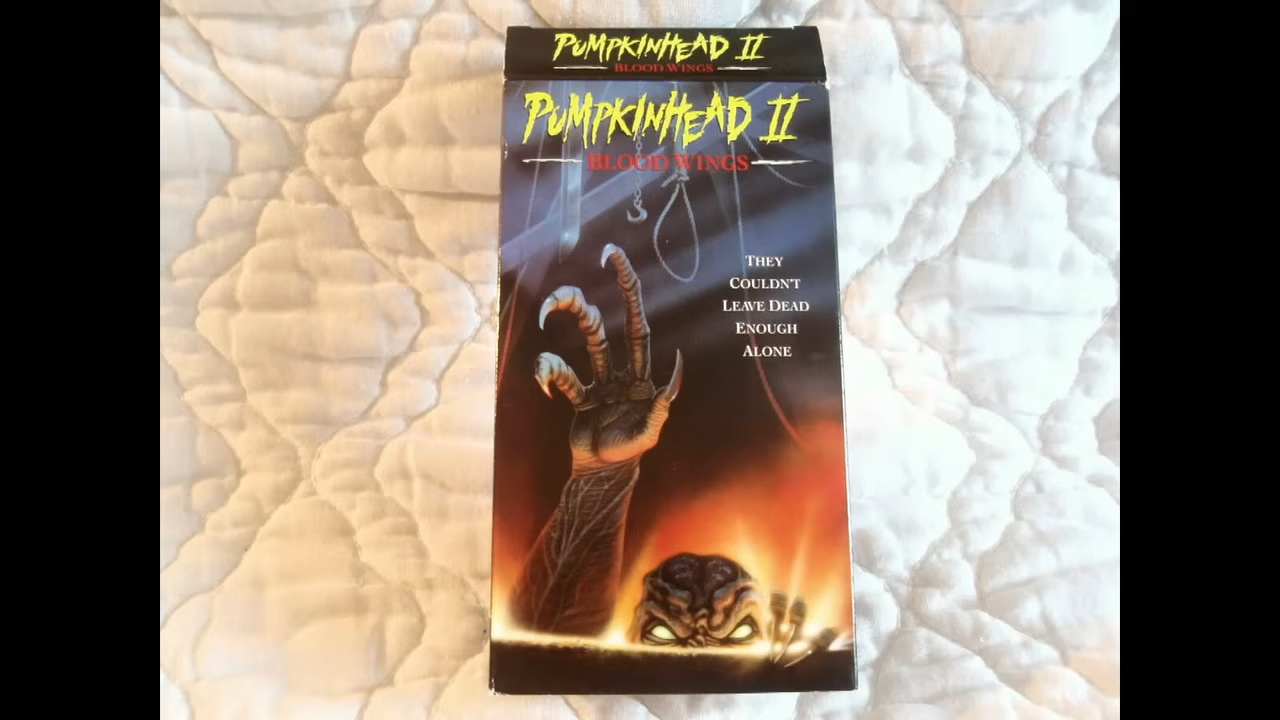 PUMPKINHEAD II
BLOOD WINGS
PUMPKINHEAD II
BLOOD WINGS
THEY
COULDN'T
LEAVE DEAD
ENOUGH
ALONE